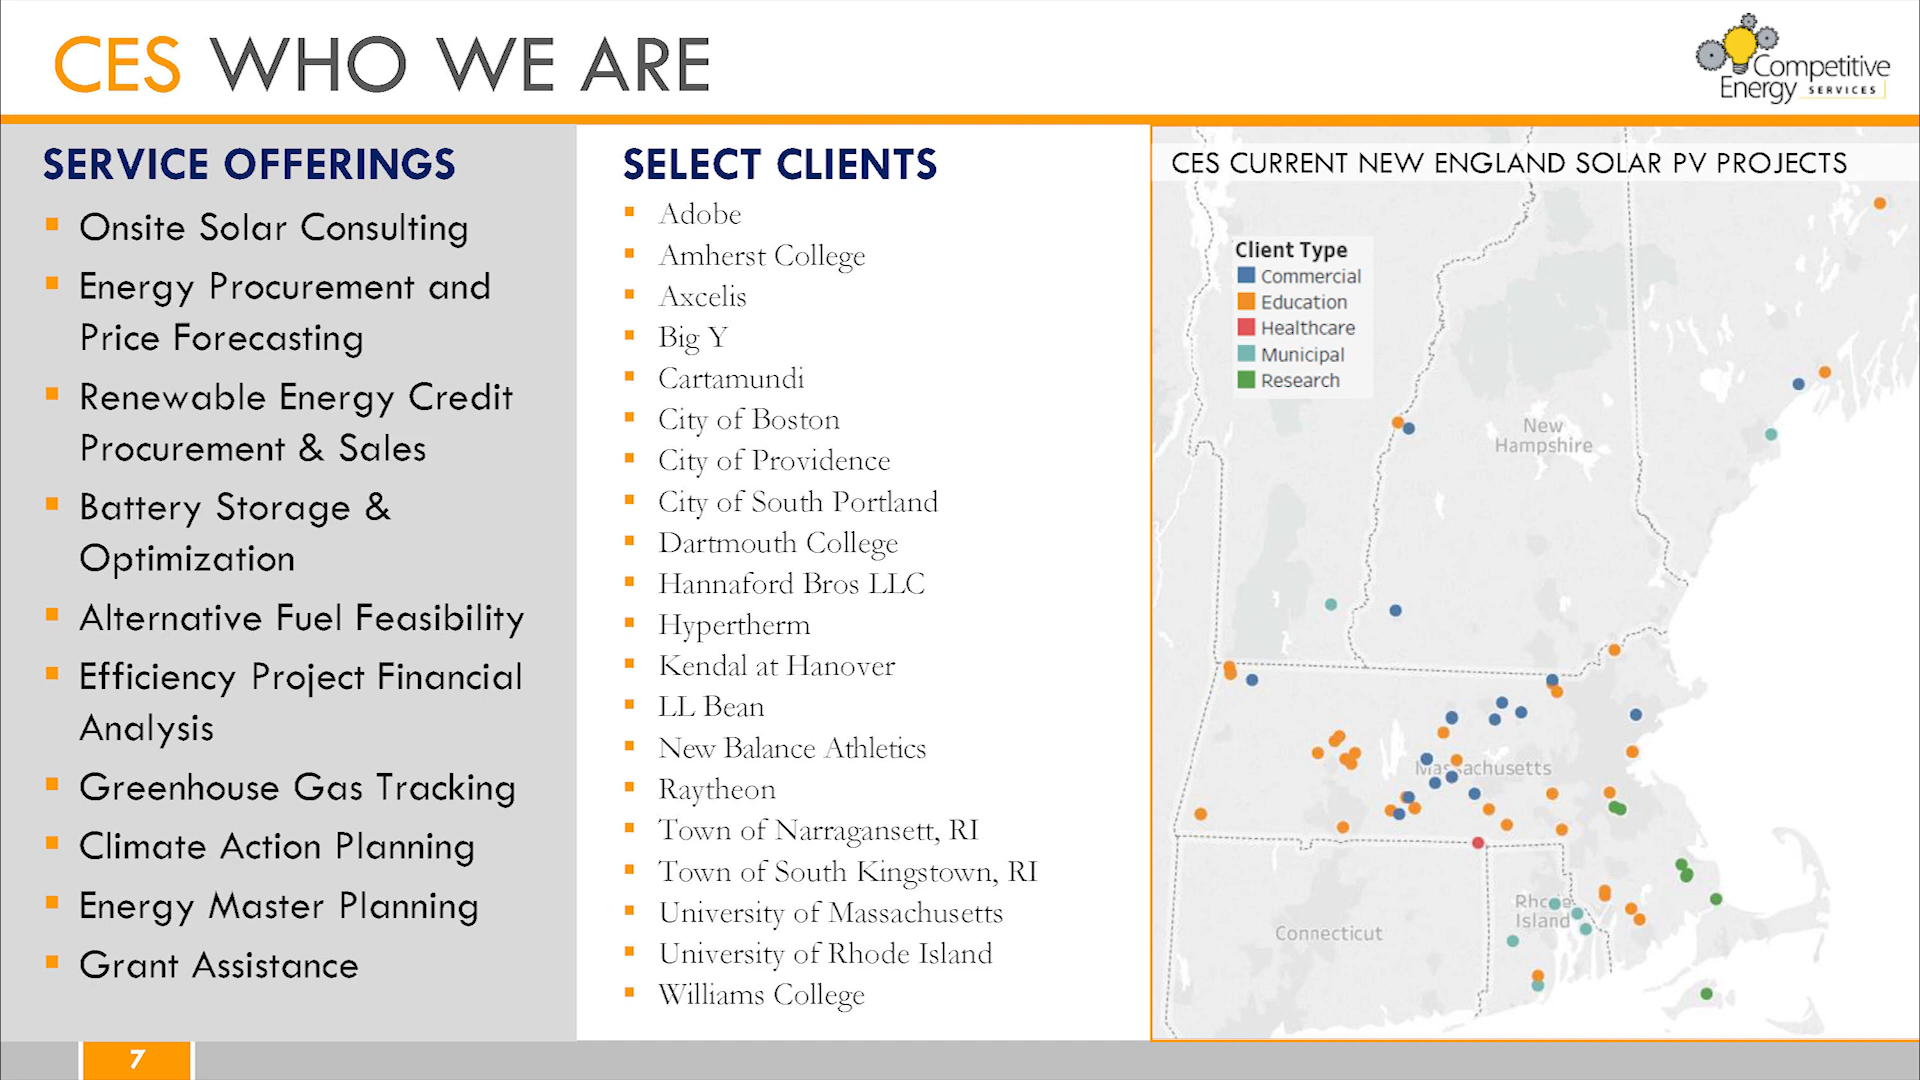 CES WHO WE ARE
Competitive
Energy SERVICES
SERVICE OFFERINGS
Onsite Solar Consulting
Energy Procurement and
Price Forecasting
Renewable Energy Credit
Procurement & Sales
Battery Storage &
Optimization
Alternative Fuel Feasibility
Efficiency Project Financial
Analysis
Greenhouse Gas Tracking
Climate Action Planning
Energy Master Planning
Grant Assistance
SELECT CLIENTS
Adobe
Amherst College
Axcelis
Big Y
Cartamundi
City of Boston
City of Providence
City of South Portland
Dartmouth College
Hannaford Bros LLC
Hypertherm
Kendal at Hanover
LL Bean
New Balance Athletics
Raytheon
Town of Narragansett, RI
Town of South Kingstown, RI
University of Massachusetts
University of Rhode Island
Williams College
CES CURRENT NEW ENGLAND SOLAR PV PROJECTS
Client Type
Commercial
Education
Healthcare
Municipal
Research
New
Hampshire
Massachusetts
Rhode
Island
Connecticut
7